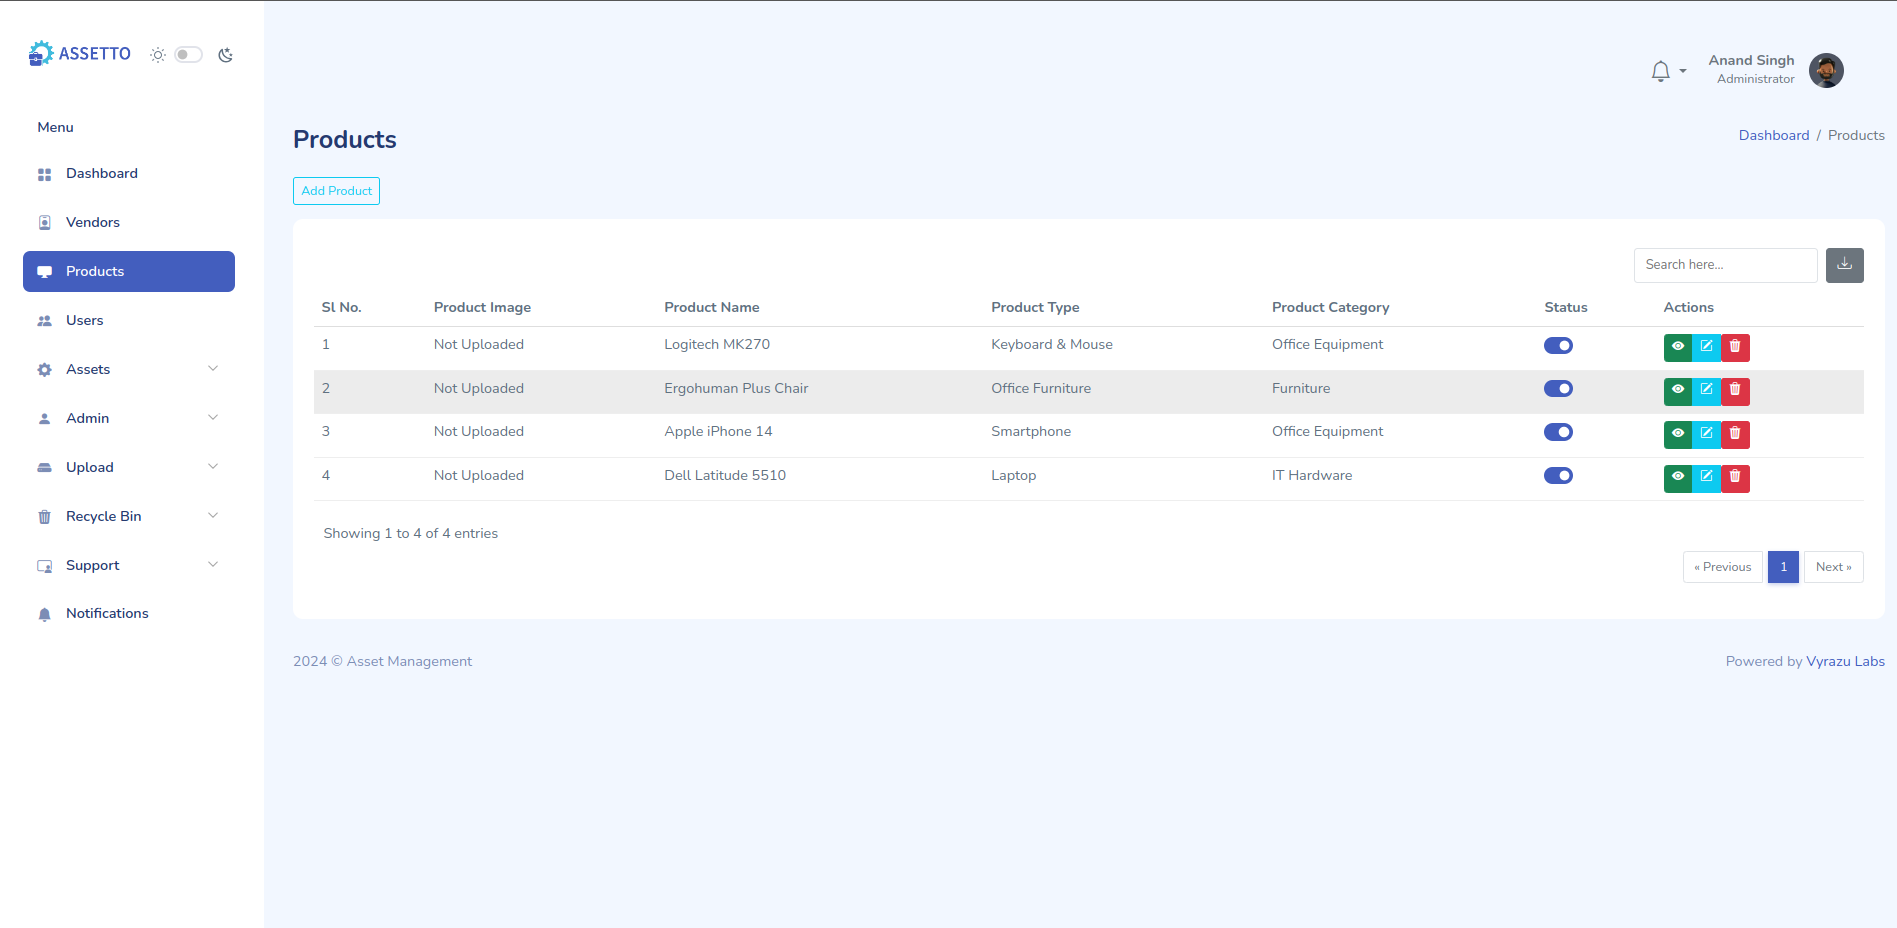 ASSETTO
Menu
Dashboard
Vendors
Products
Users
Assets
Admin
Upload
Recycle Bin
Support
Notifications
Anand Singh
Administrator
Products
Dashboard / Products
Add Product
Search here...
Sl No. Product Image Product Name Product Type Product Category Status Actions
1 Not Uploaded Logitech MK270 Keyboard & Mouse Office Equipment
2 Not Uploaded Ergohuman Plus Chair Office Furniture Furniture
3 Not Uploaded Apple iPhone 14 Smartphone Office Equipment
4 Not Uploaded Dell Latitude 5510 Laptop IT Hardware
Showing 1 to 4 of 4 entries
« Previous 1 Next »
2024 © Asset Management
Powered by Vyrazu Labs